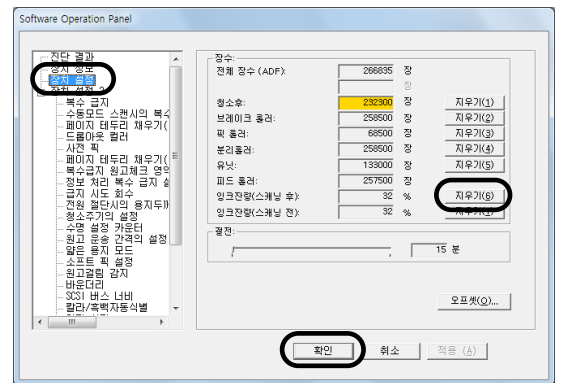 Software Operation Panel
진단 결과
장치 정보
장치 설정
장치 설정 2
복수 급지
수동모드 스캔시의 복수
페이지 테두리 채우기(
드롭아웃 컬러
사전 픽
페이지 테두리 채우기(
복수급지 원고체크 영역
정보 처리 복수 급지 설
급지 시도 회수
전원 절단시의 용지두께
청소주기의 설정
수명 설정 카운터
원고 운송 간격의 설정
얇은 용지 모드
소프트 픽 설정
원고걸림 감지
바운더리
SCSI 버스 너비
칼라/흑백자동식별
장수:
전체 장수 (ADF): 266835 장
장
청소후: 232300 장 지우기(1)
브레이크 롤러: 258500 장 지우기(2)
픽 롤러: 68500 장 지우기(3)
분리롤러: 258500 장 지우기(4)
유닛: 133000 장 지우기(5)
피드 롤러: 257500 장
잉크잔량(스캐닝 후): 32 % 지우기(6)
잉크잔량(스캐닝 전): 32 %
절전:
15 분
오프셋(O)...
확인 취소 적용 (A)